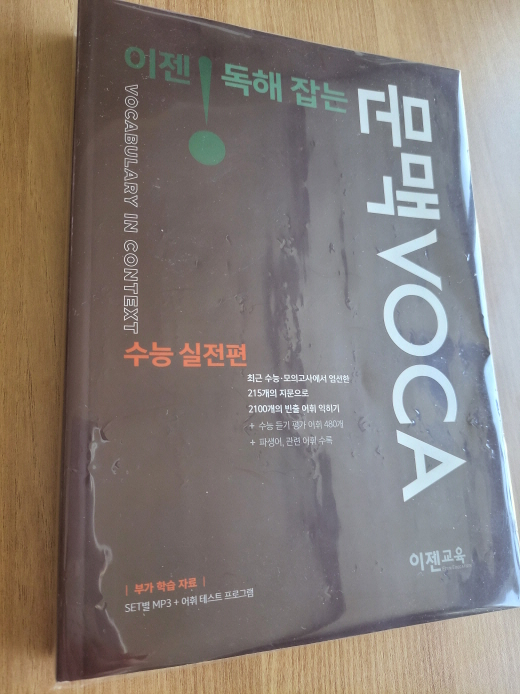 이젠! 독해 잡는
문맥 VOCA
VOCABULARY IN CONTEXT
수능 실전편
최근 수능·모의고사에서 엄선한
215개의 지문으로
2100개의 빈출 어휘 익히기
+ 수능 듣기 평가 어휘 480개
+ 파생어, 관련 어휘 수록
이젠교육
| 부가 학습 자료 |
SET별 MP3 + 어휘 테스트 프로그램